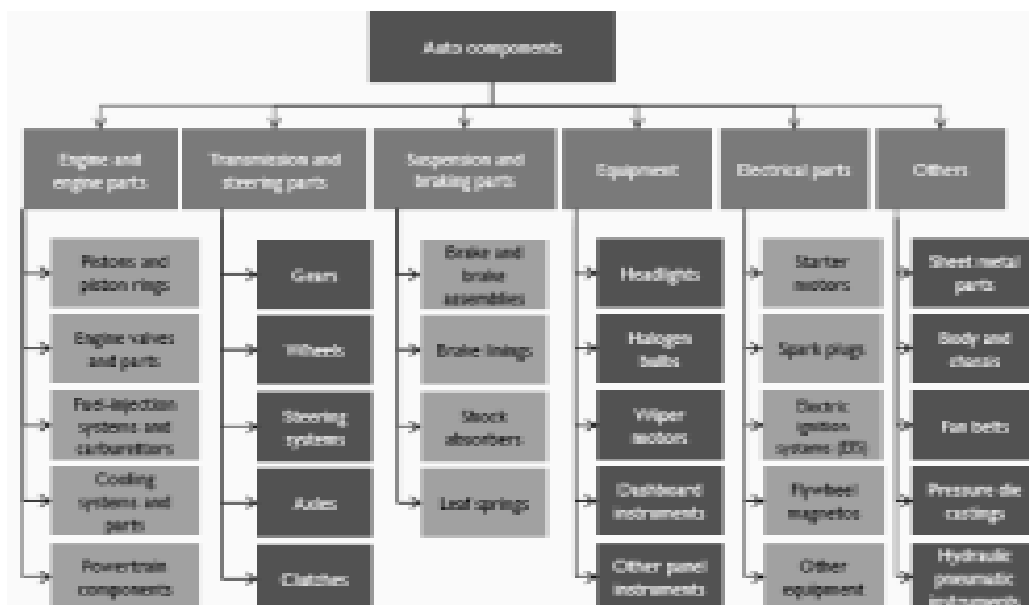 Auto components
Engine and
engine parts
Transmission and
steering parts
Suspension and
braking parts
Equipment
Electrical parts
Others
Pistons and
piston rings
Engine valves
and parts
Fuel-injection
systems and
carburettors
Cooling
systems and
parts
Powertrain
components
Gears
Wheels
Steering
systems
Axles
Clutches
Brake and
brake
assemblies
Brake linings
Shock
absorbers
Leaf springs
Headlights
Halogen
bulbs
Wiper
motors
Dashboard
instruments
Other panel
instruments
Starter
motors
Spark plugs
Electric
ignition
systems (EIS)
Flywheel
magnetos
Other
equipment
Sheet metal
parts
Body and
chassis
Fan belts
Pressure die
castings
Hydraulic
pneumatic
instruments